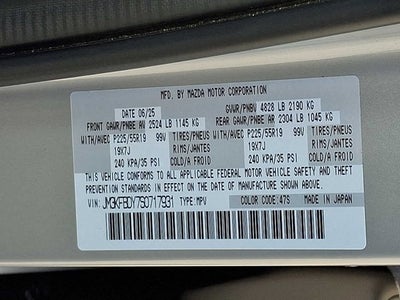 MFD. BY MAZDA MOTOR CORPORATION
DATE 06/25 GVWR/PNBV 4828 LB 2190 KG
FRONT GAWR/PNBE AV 2524 LB 1145 KG REAR GAWR/PNBE AR 2304 LB 1045 KG
WITH/AVEC P225/55R19 99V TIRES/PNEUS WITH/AVEC P225/55R19 99V TIRES/PNEUS
19X7J RIMS/JANTES 19X7J RIMS/JANTES
240 KPA/35 PSI COLD/A FROID 240 KPA/35 PSI COLD/A FROID
THIS VEHICLE CONFORMS TO ALL APPLICABLE FEDERAL MOTOR VEHICLE SAFETY, BUMPER, AND THEFT
PREVENTION STANDARDS IN EFFECT ON THE DATE OF MANUFACTURE SHOWN ABOVE.
VIN: JM3KFBDY7S0717931 TYPE:MPV COLOR CODE:47S MADE IN JAPAN